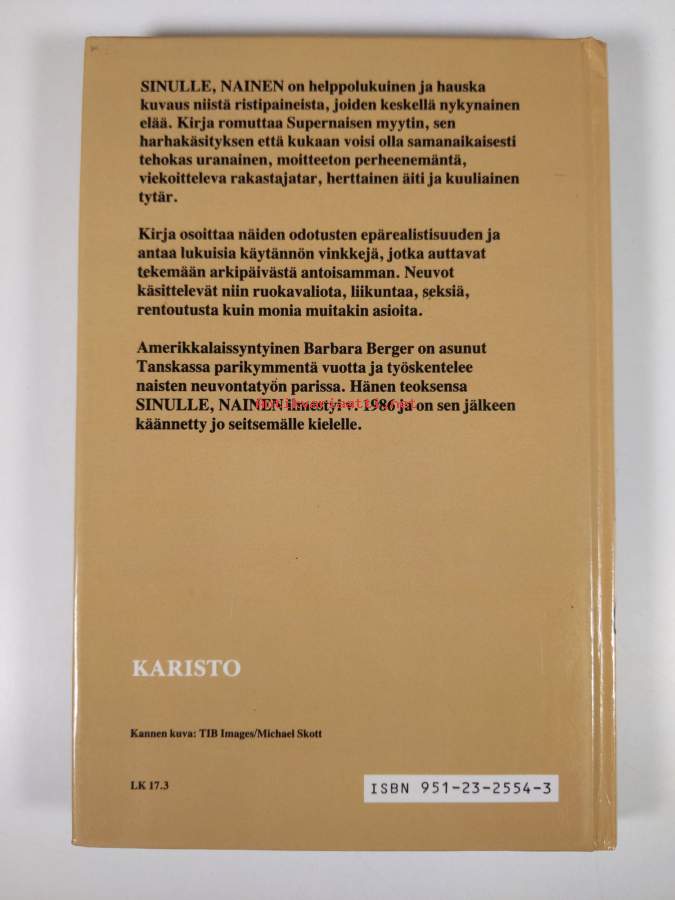 SINULLE, NAINEN on helppolukuinen ja hauska
kuvaus niistä ristipaineista, joiden keskellä nykynainen
elää. Kirja romuttaa Supernaisen myytin, sen
harhakäsityksen että kukaan voisi olla samanaikaisesti
tehokas uranainen, moitteeton perheenemäntä,
viekoitteleva rakastajatar, herttainen äiti ja kuuliainen
tytär.
Kirja osoittaa näiden odotusten epärealistisuuden ja
antaa lukuisia käytännön vinkkejä, jotka auttavat
tekemään arkipäivästä antoisamman. Neuvot
käsittelevät niin ruokavaliota, liikuntaa, seksiä,
rentoutusta kuin monia muitakin asioita.
Amerikkalaissyntyinen Barbara Berger on asunut
Tanskassa parikymmentä vuotta ja työskentelee
naisten neuvontatyön parissa. Hänen teoksensa
SINULLE, NAINEN ilmestyi v. 1986 ja on sen jälkeen
käännetty jo seitsemälle kielelle.
KARISTO
Kannen kuva: TIB Images/Michael Skott
LK 17.3
ISBN 951-23-2554-3